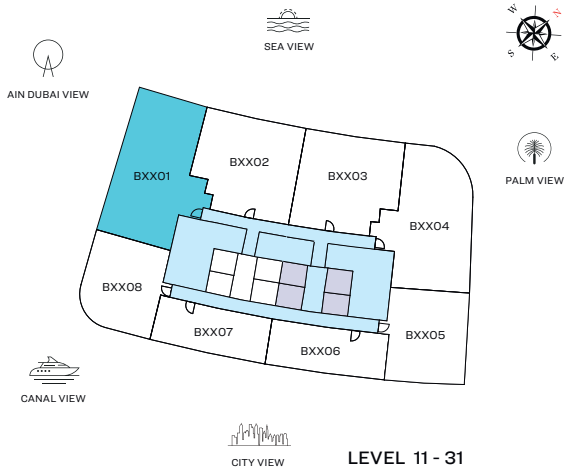 W
N
S
E
SEA VIEW
AIN DUBAI VIEW
PALM VIEW
BXX01
BXX02
BXX03
BXX04
BXX08
BXX07
BXX06
BXX05
CANAL VIEW
CITY VIEW
LEVEL 11 - 31